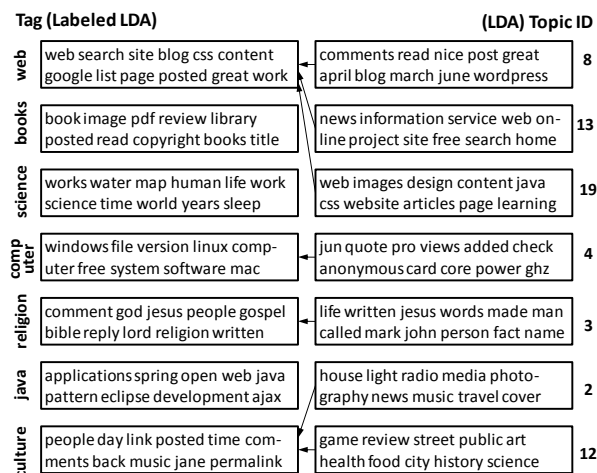 Tag (Labeled LDA) (LDA) Topic ID
web
web search site blog css content
google list page posted great work
comments read nice post great
april blog march june wordpress
8
books
book image pdf review library
posted read copyright books title
news information service web on-
line project site free search home
13
science
works water map human life work
science time world years sleep
web images design content java
css website articles page learning
19
comp
uter
windows file version linux comp-
uter free system software mac
jun quote pro views added check
anonymous card core power ghz
4
religion
comment god jesus people gospel
bible reply lord religion written
life written jesus words made man
called mark john person fact name
3
java
applications spring open web java
pattern eclipse development ajax
house light radio media photo-
graphy news music travel cover
2
culture
people day link posted time com-
ments back music jane permalink
game review street public art
health food city history science
12